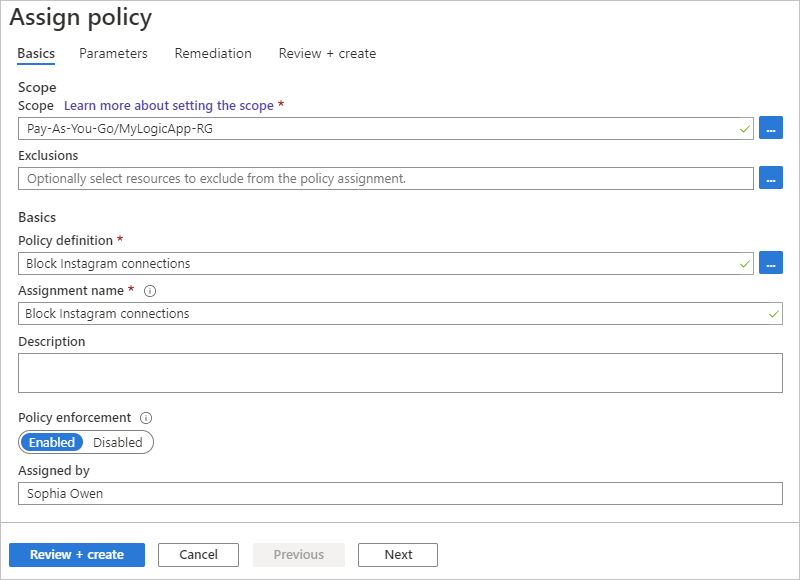 Assign policy
Basics Parameters Remediation Review + create
Scope
Scope Learn more about setting the scope *
Pay-As-You-Go/MyLogicApp-RG
...
Exclusions
Optionally select resources to exclude from the policy assignment.
...
Basics
Policy definition *
Block Instagram connections
...
Assignment name *
Block Instagram connections
Description
Policy enforcement
Enabled Disabled
Assigned by
Sophia Owen
Review + create Cancel Previous Next